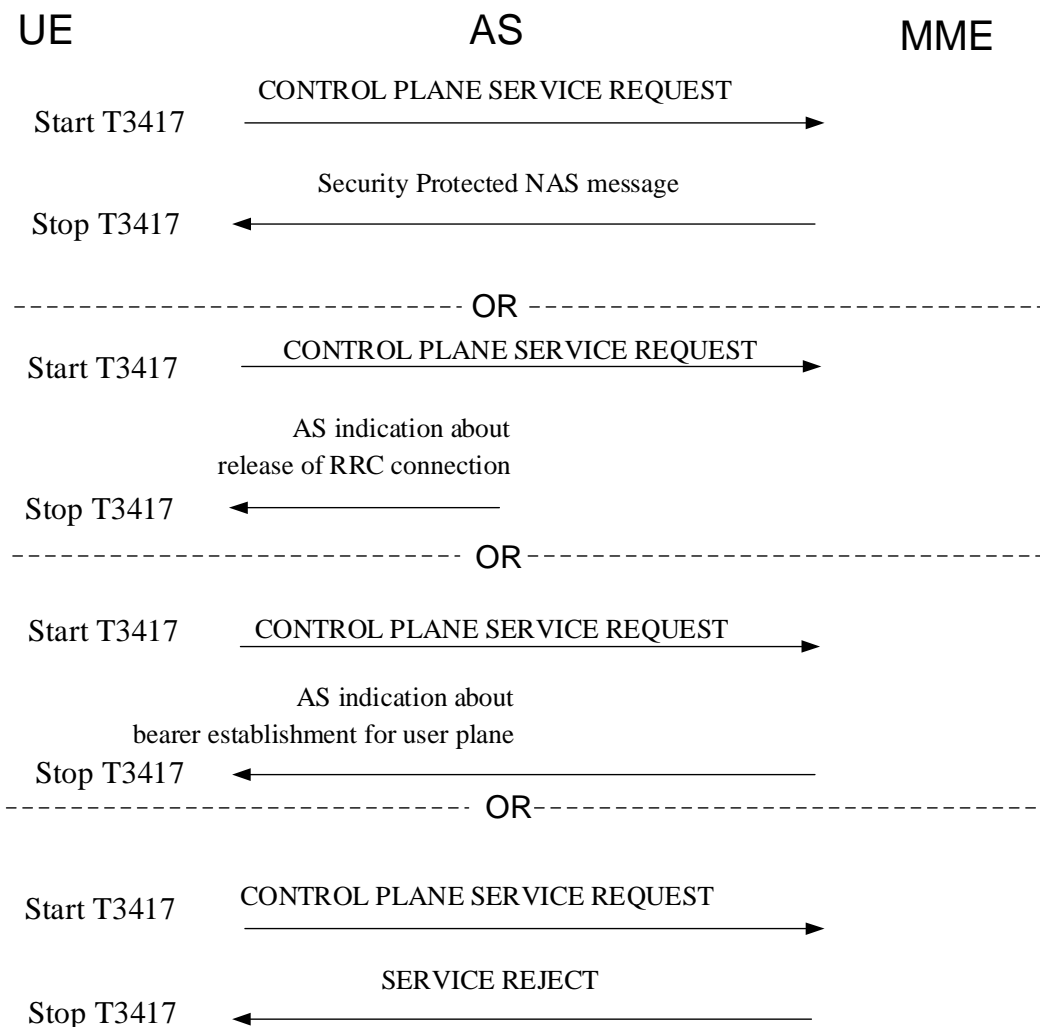 UE AS MME
CONTROL PLANE SERVICE REQUEST
Start T3417
Security Protected NAS message
Stop T3417
OR
CONTROL PLANE SERVICE REQUEST
Start T3417
AS indication about
release of RRC connection
Stop T3417
OR
Start T3417 CONTROL PLANE SERVICE REQUEST
AS indication about
bearer establishment for user plane
Stop T3417
OR
CONTROL PLANE SERVICE REQUEST
Start T3417
SERVICE REJECT
Stop T3417